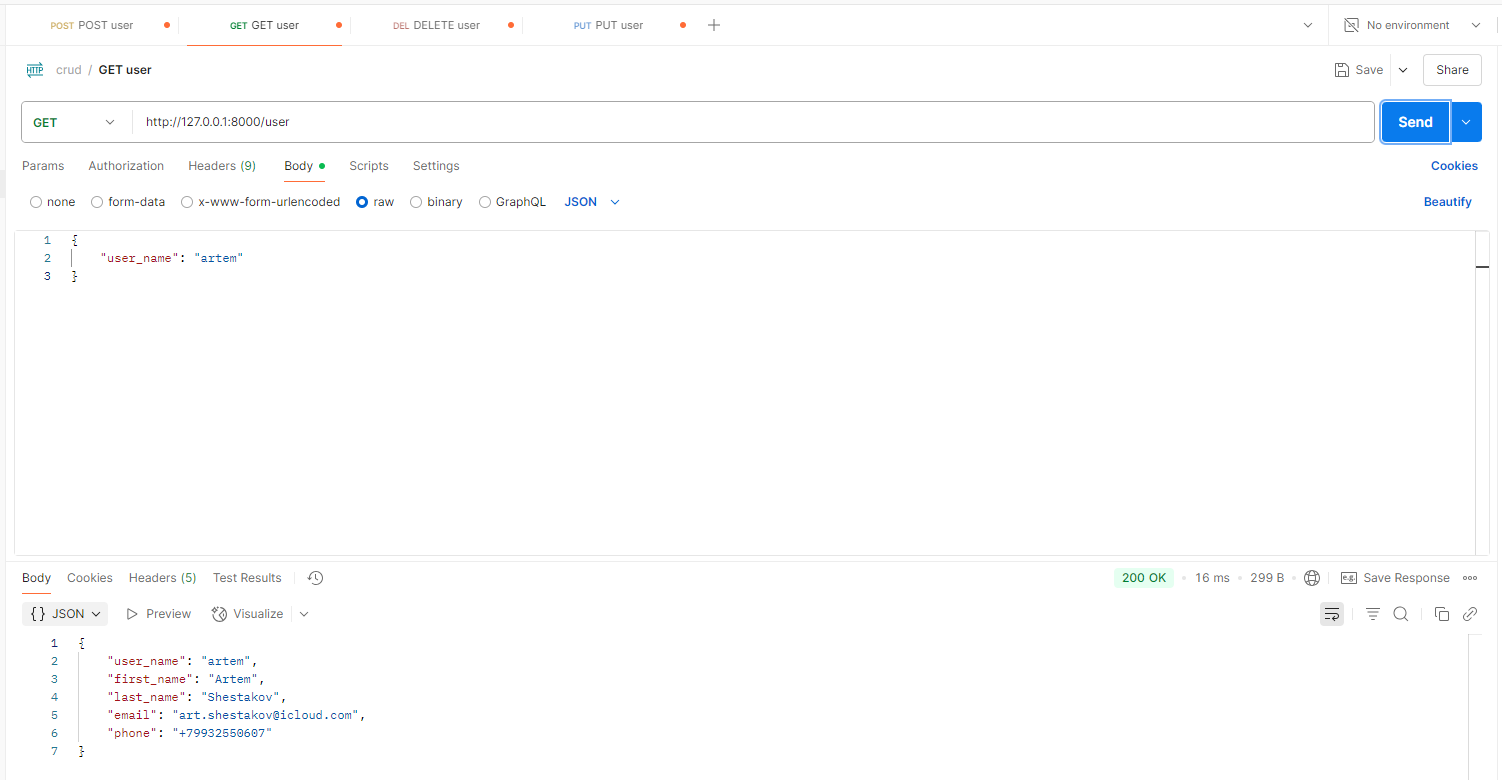 POST POST user GET GET user DEL DELETE user PUT PUT user No environment
HTTP crud / GET user Save Share
GET http://127.0.0.1:8000/user Send
Params Authorization Headers (9) Body Scripts Settings Cookies
none form-data x-www-form-urlencoded raw binary GraphQL JSON Beautify
1 {
2 "user_name": "artem"
3 }
Body Cookies Headers (5) Test Results 200 OK 16 ms 299 B e.g. Save Response
{} JSON Preview Visualize
1 {
2 "user_name": "artem",
3 "first_name": "Artem",
4 "last_name": "Shestakov",
5 "email": "art.shestakov@icloud.com",
6 "phone": "+79932550607"
7 }